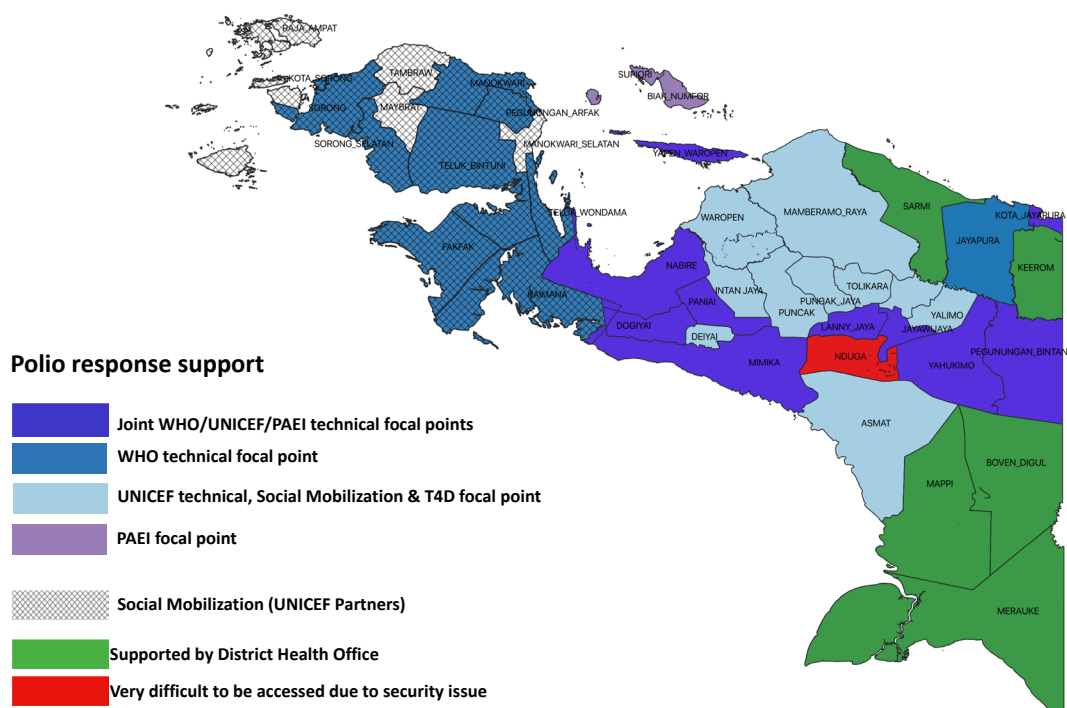 RAJA_AMPAT
KOTA_SORONG
TAMBRAW
MANOKWARI
SORONG
MAYBRAT
PEGUNUNGAN_ARFAK
SORONG_SELATAN
MANOKWARI_SELATAN
TELUK_BINTUNI
SUPIORI
BIAK_NUMFOR
YAPEN_WAROPEN
TELUK_WONDAMA
WAROPEN
MAMBERAMO_RAYA
SARMI
KOTA_JAYAPURA
JAYAPURA
FAKFAK
KEEROM
NABIRE
KAIMANA
INTAN JAYA
TOLIKARA
PANIAI
PUNCAK_JAYA
PUNCAK
YALIMO
DOGIYAI
LANNY_JAYA
JAYAWIJAYA
DEIYAI
PEGUNUNGAN_BINTAN
NDUGA
MIMIKA
YAHUKIMO
ASMAT
BOVEN_DIGUL
MAPPI
MERAUKE
Polio response support
Joint WHO/UNICEF/PAEI technical focal points
WHO technical focal point
UNICEF technical, Social Mobilization & T4D focal point
PAEI focal point
Social Mobilization (UNICEF Partners)
Supported by District Health Office
Very difficult to be accessed due to security issue